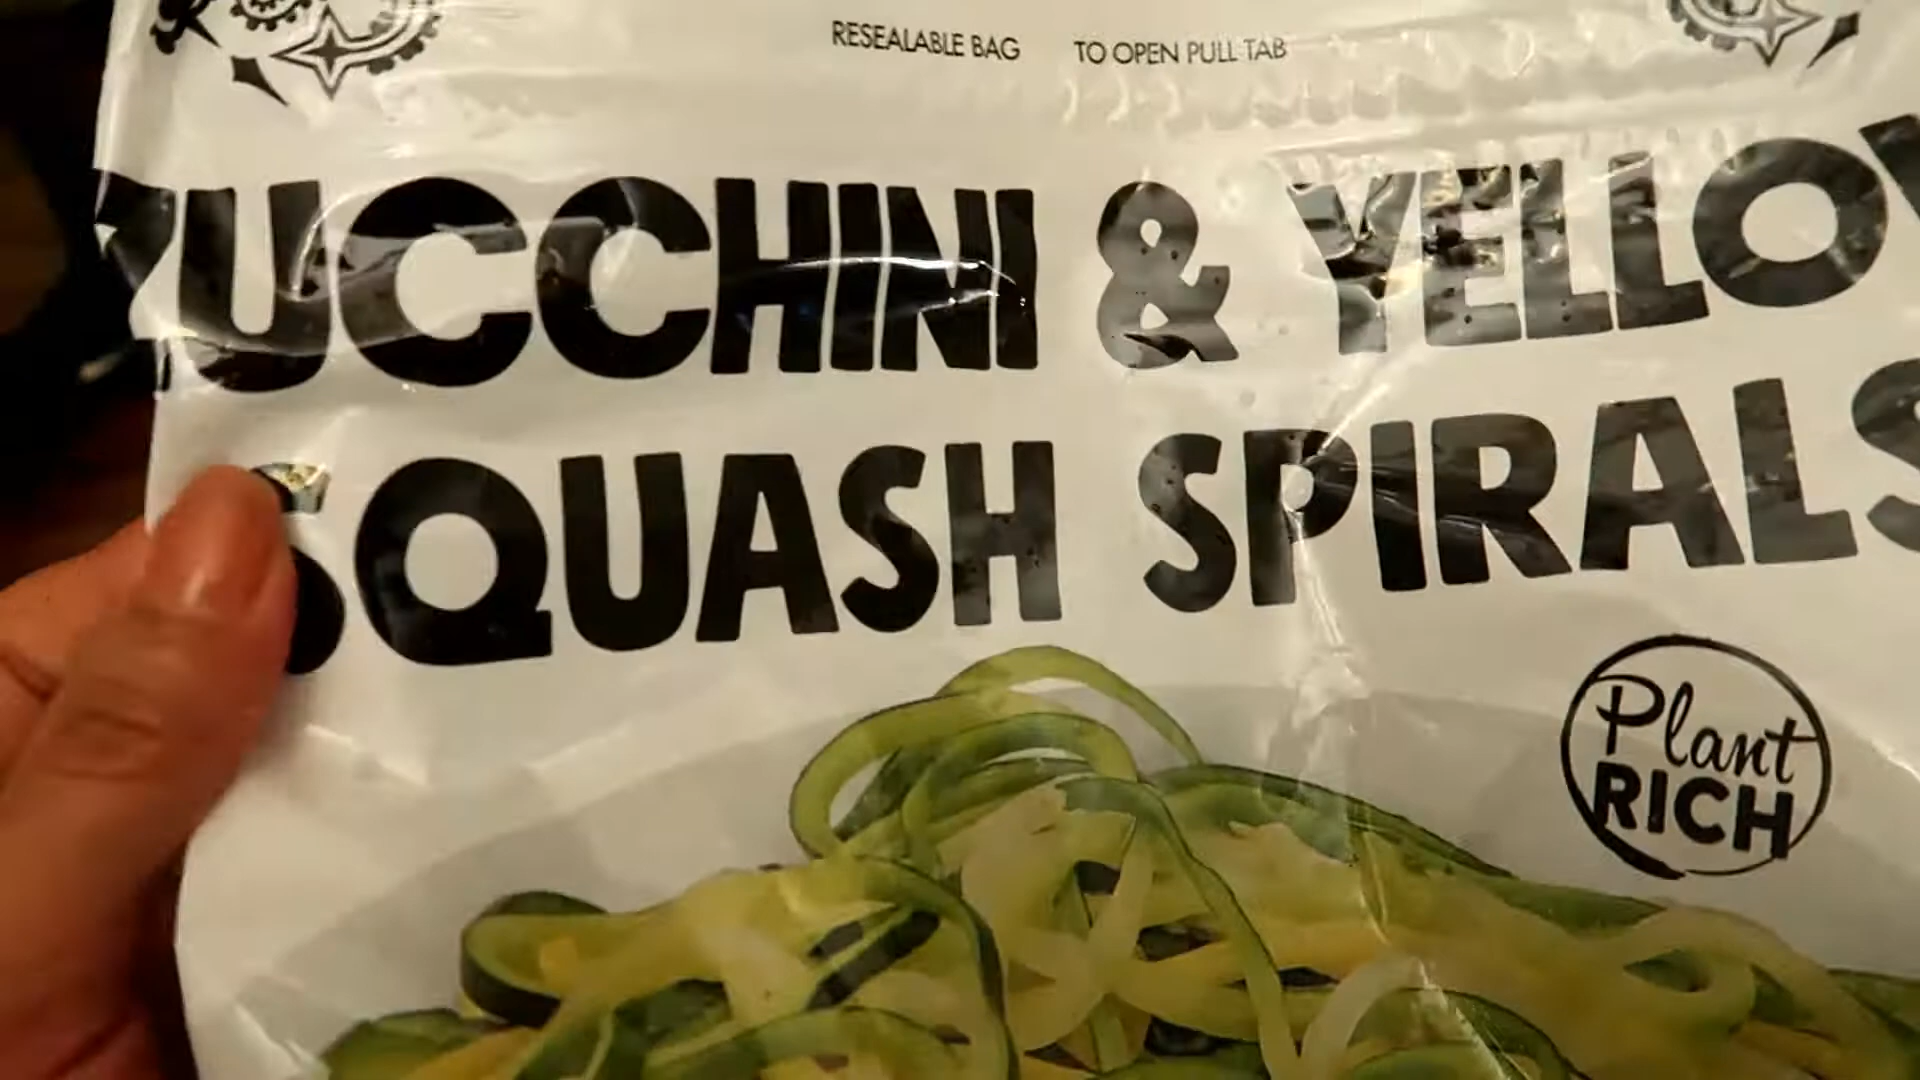 RESEALABLE BAG TO OPEN PULL TAB
ZUCCHINI & YELLOW
SQUASH SPIRALS
Plant
RICH